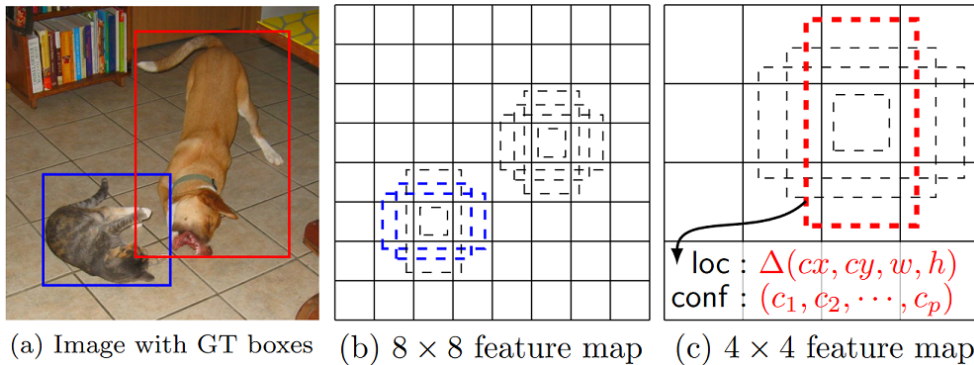 loc : Δ(cx, cy, w, h)
conf : (c₁, c₂, ⋯, cₚ)
(a) Image with GT boxes
(b) 8 × 8 feature map
(c) 4 × 4 feature map